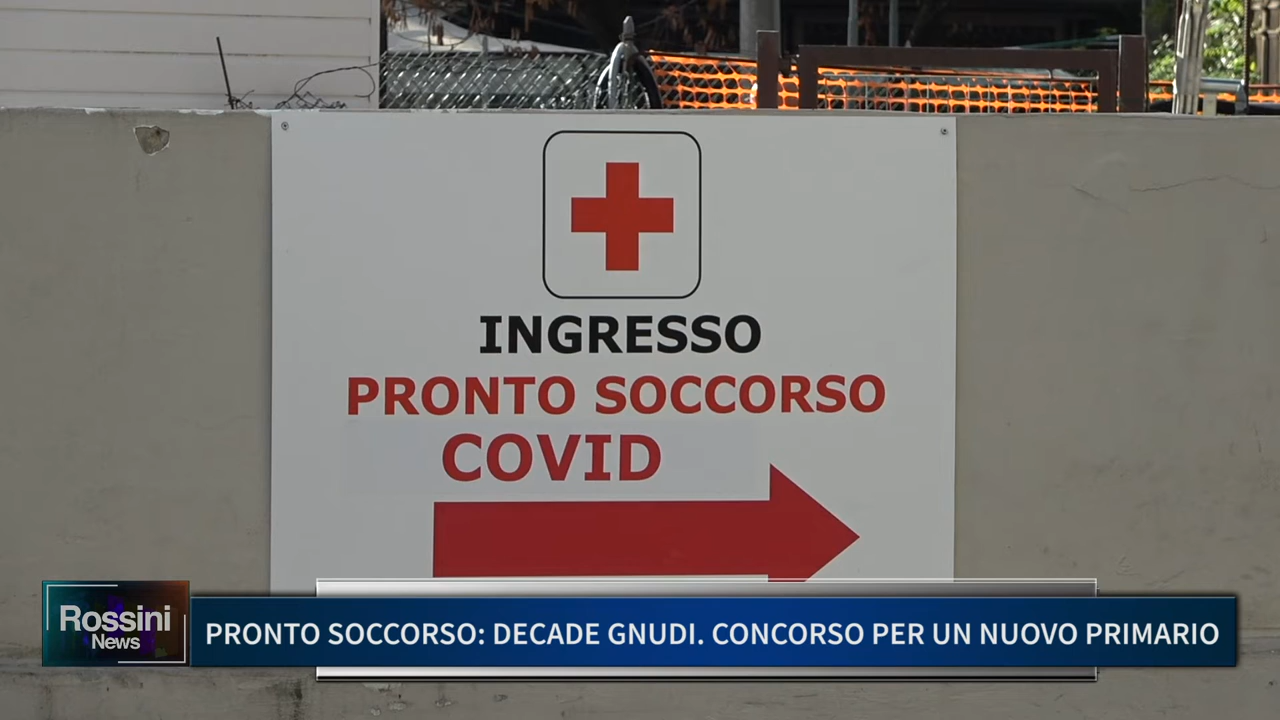 INGRESSO
PRONTO SOCCORSO
COVID
Rossini
News
PRONTO SOCCORSO: DECADE GNUDI. CONCORSO PER UN NUOVO PRIMARIO